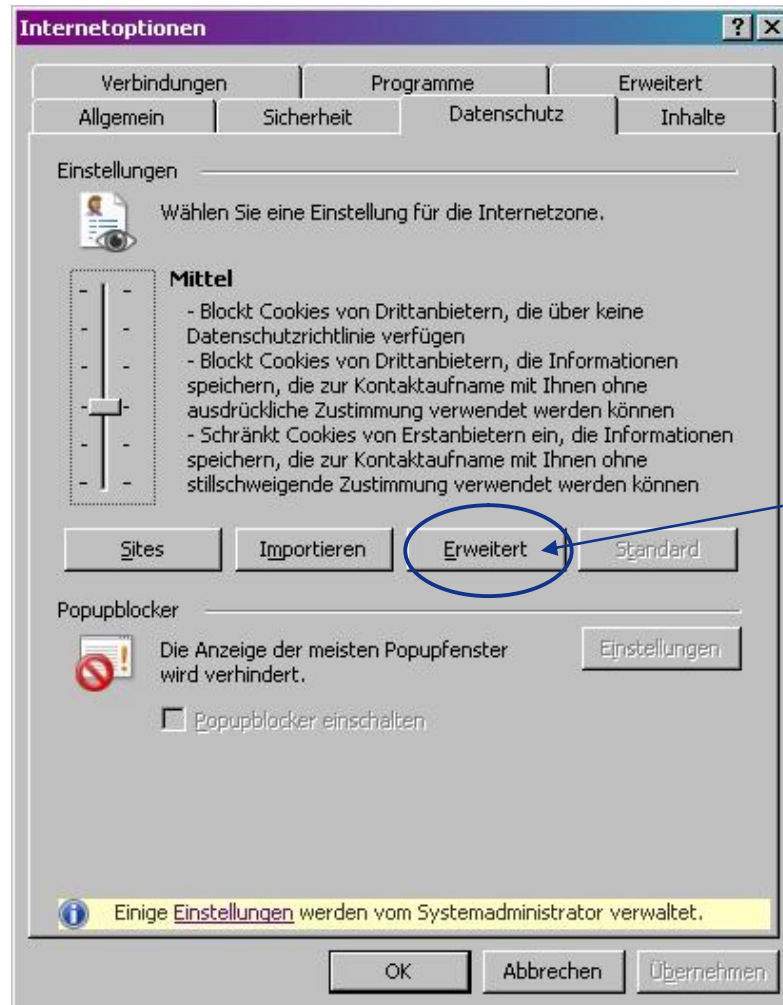 Internetoptionen
Verbindungen Programme Erweitert
Allgemein Sicherheit Datenschutz Inhalte
Einstellungen
Wählen Sie eine Einstellung für die Internetzone.
Mittel
- Blockt Cookies von Drittanbietern, die über keine
Datenschutzrichtlinie verfügen
- Blockt Cookies von Drittanbietern, die Informationen
speichern, die zur Kontaktaufname mit Ihnen ohne
ausdrückliche Zustimmung verwendet werden können
- Schränkt Cookies von Erstanbietern ein, die Informationen
speichern, die zur Kontaktaufname mit Ihnen ohne
stillschweigende Zustimmung verwendet werden können
Sites Importieren Erweitert Standard
Popupblocker
Die Anzeige der meisten Popupfenster
wird verhindert.
Einstellungen
Popupblocker einschalten
Einige Einstellungen werden vom Systemadministrator verwaltet.
OK Abbrechen Übernehmen